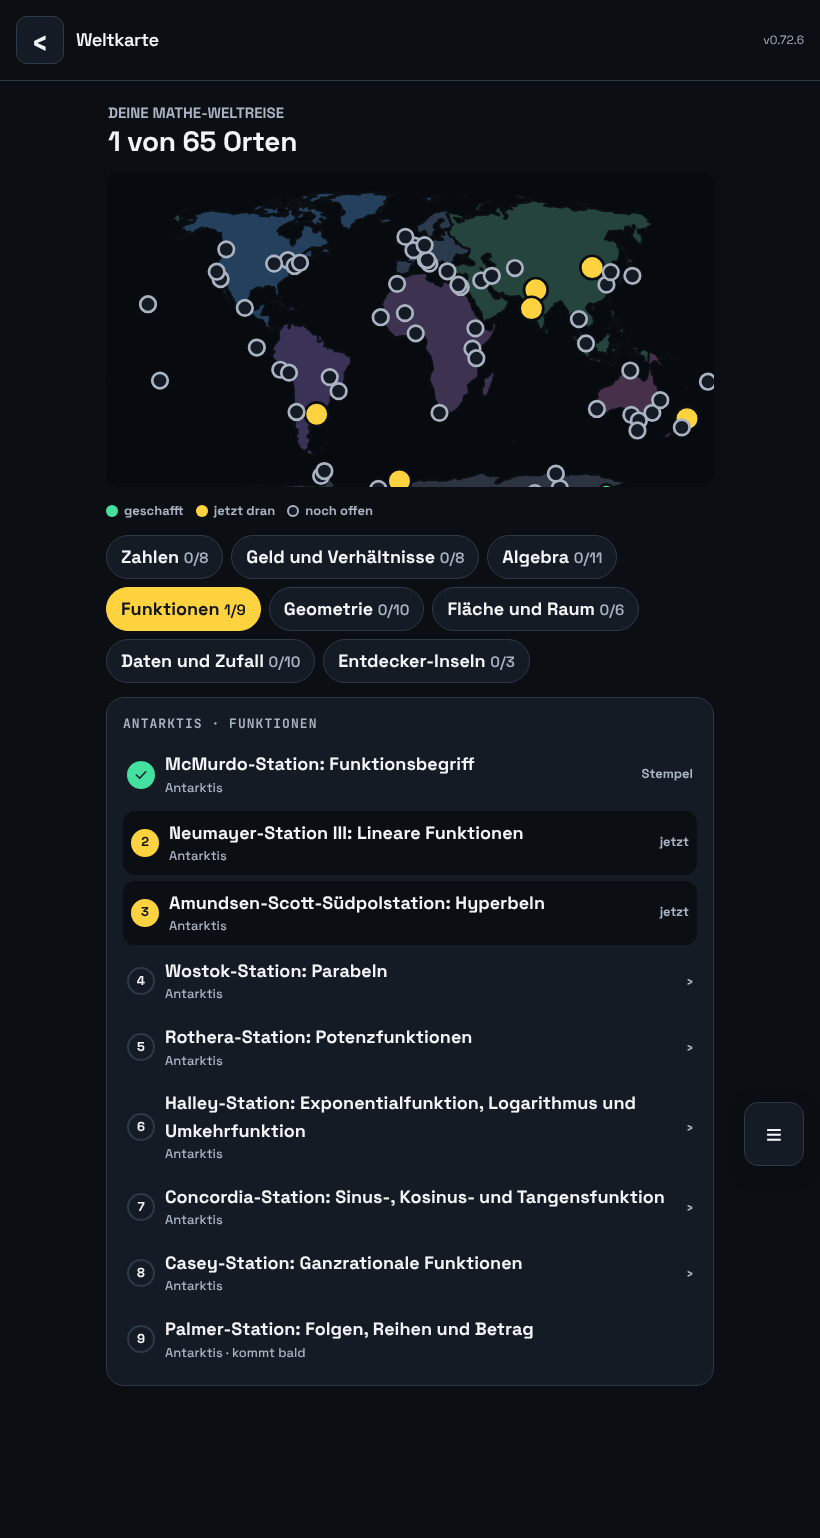 <
Weltkarte
v0.72.6
DEINE MATHE-WELTREISE
1 von 65 Orten
geschafft
jetzt dran
noch offen
Zahlen 0/8
Geld und Verhältnisse 0/8
Algebra 0/11
Funktionen 1/9
Geometrie 0/10
Fläche und Raum 0/6
Daten und Zufall 0/10
Entdecker-Inseln 0/3
ANTARKTIS · FUNKTIONEN
McMurdo-Station: Funktionsbegriff
Antarktis
Stempel
2
Neumayer-Station III: Lineare Funktionen
Antarktis
jetzt
3
Amundsen-Scott-Südpolstation: Hyperbeln
Antarktis
jetzt
4
Wostok-Station: Parabeln
Antarktis
>
5
Rothera-Station: Potenzfunktionen
Antarktis
>
6
Halley-Station: Exponentialfunktion, Logarithmus und
Umkehrfunktion
Antarktis
>
7
Concordia-Station: Sinus-, Kosinus- und Tangensfunktion
Antarktis
>
8
Casey-Station: Ganzrationale Funktionen
Antarktis
>
9
Palmer-Station: Folgen, Reihen und Betrag
Antarktis · kommt bald